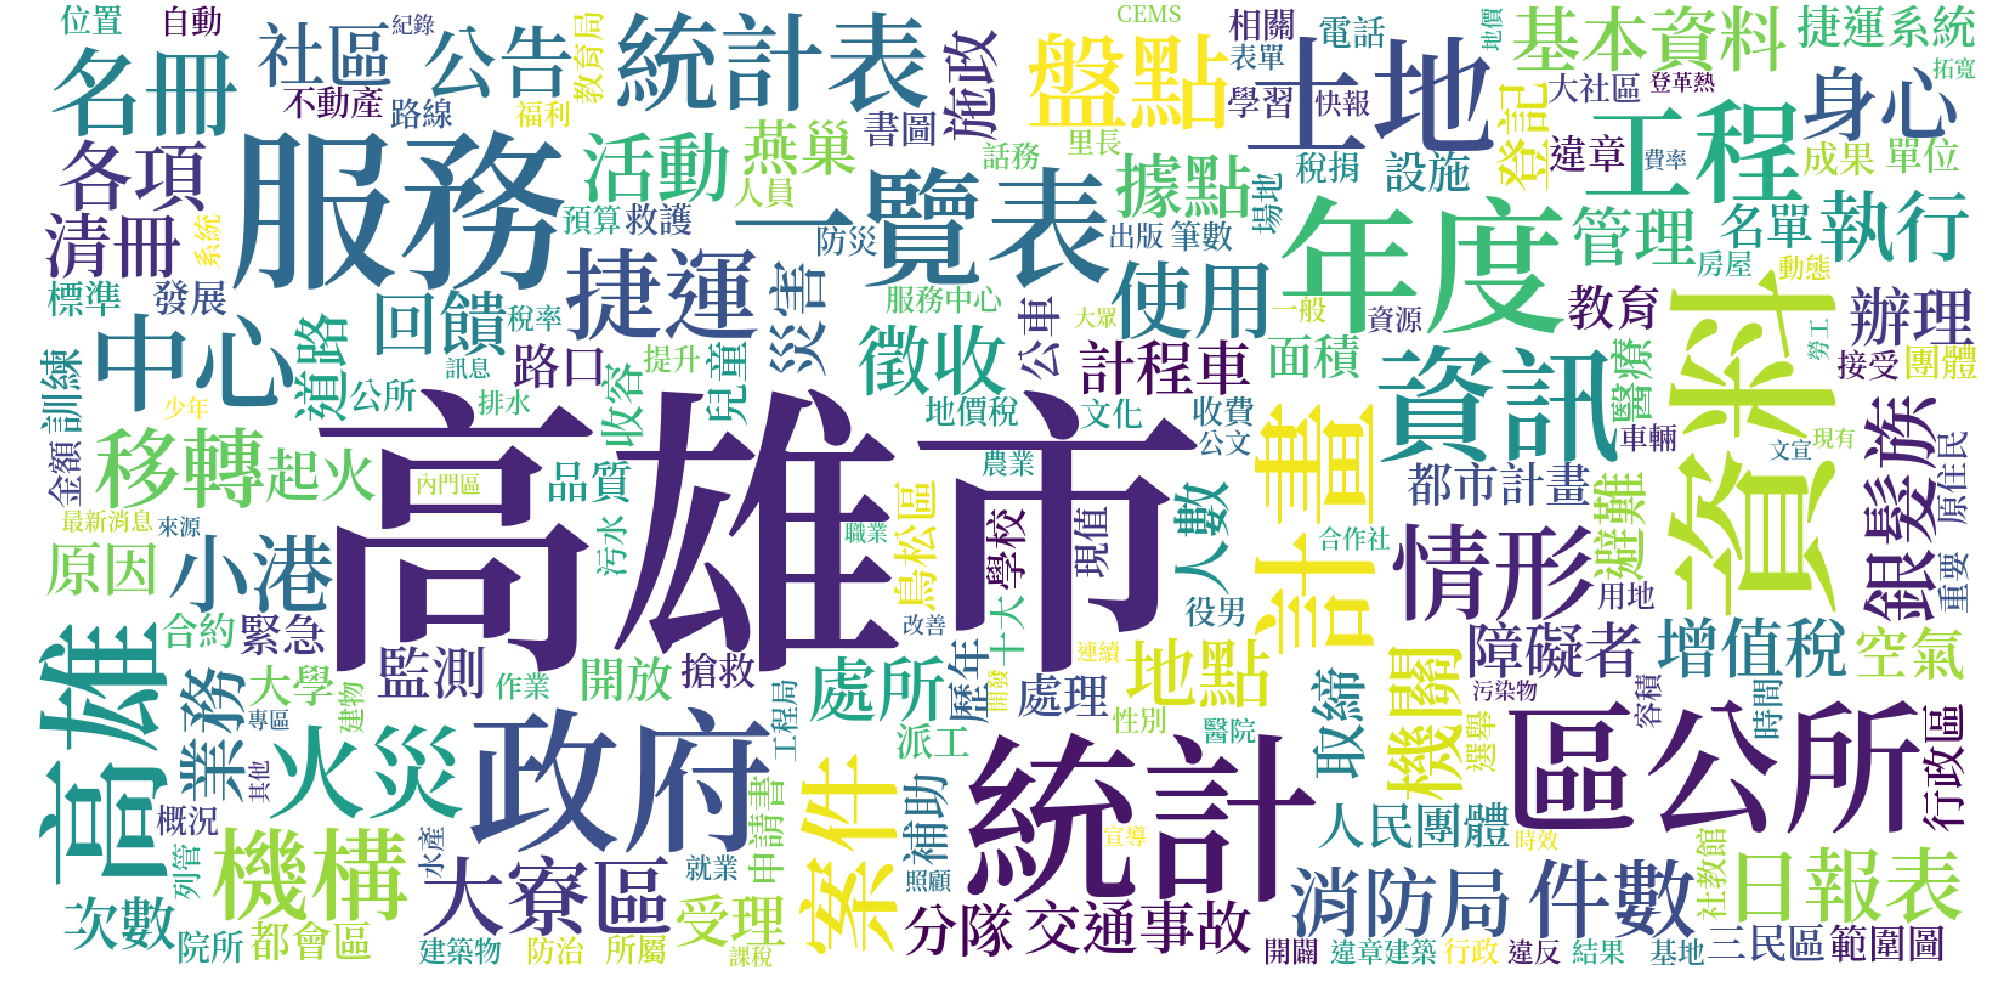 位置
自動
紀錄
教育局
CEMS
相關
電話
地價
基本資料
捷運系統
名冊
社區
公告
統計表
施政
盤點
表單
土地
拓寬
不動產
路線
福利
書圖
學習
快報
大社區
登革熱
身心
各項
服務
活動
燕巢
話務
里長
登記
違章
工程
成果
單位
人員
一覽表
據點
稅捐
設施
費率
清冊
系統
預算
救護
防災
出版
筆數
場地
年度
管理
名單
執行
標準
發展
捷運
災害
服務中心
使用
房屋
動態
中心
回饋
稅率
公車
大眾
一般
資源
教育
資料
辦理
訓練
道路
路口
訊息
提升
兒童
徵收
計程車
面積
資訊
醫療
勞工
接受
團體
少年
公所
排水
收容
地價稅
文化
收費
公文
車輛
文宣
現有
銀髮族
金額
移轉
起火
內門區
品質
高雄市
農業
計畫
都市計畫
避難
原住民
最新消息
來源
污水
職業
鳥松區
學校
現值
人數
合作社
情形
原因
小港
役男
用地
重要
高雄
合約
緊急
改善
十大
障礙者
增值稅
空氣
業務
大學
監測
作業
開放
搶救
處所
歷年
處理
連續
地點
取締
機關
污染物
容積
時間
專區
建物
開發
性別
醫院
選舉
其他
火災
政府
工程局
派工
統計
區公所
行政區
概況
機構
水產
案件
補助
宣導
人民團體
時效
列管
大寮區
就業
申請書
照顧
消防局
件數
社教館
日報表
次數
院所
都會區
建築物
防治
所屬
受理
課稅
分隊
交通事故
開闢
違章建築
行政
違反
結果
基地
三民區
範圍圖